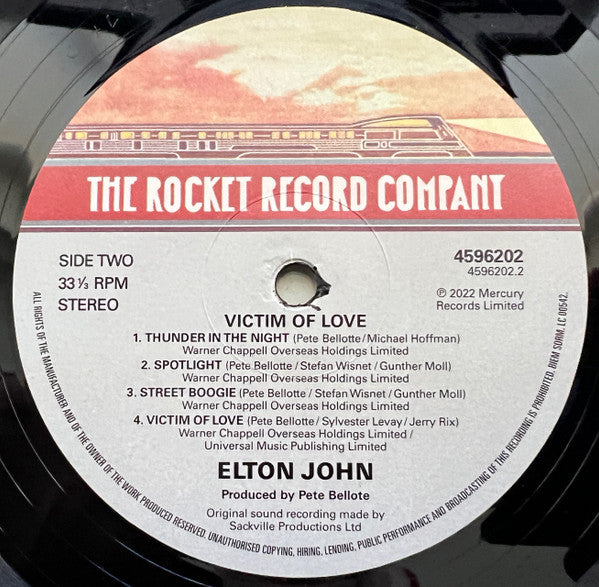 THE ROCKET RECORD COMPANY
SIDE TWO
33⅓ RPM
STEREO
4596202
4596202.2
℗ 2022 Mercury
Records Limited
VICTIM OF LOVE
1. THUNDER IN THE NIGHT (Pete Bellotte/Michael Hoffman)
Warner Chappell Overseas Holdings Limited
2. SPOTLIGHT (Pete Bellotte/Stefan Wisnet/Gunther Moll)
Warner Chappell Overseas Holdings Limited
3. STREET BOOGIE (Pete Bellotte/Stefan Wisnet/Gunther Moll)
Warner Chappell Overseas Holdings Limited
4. VICTIM OF LOVE (Pete Bellotte/Sylvester Levay/Jerry Rix)
Warner Chappell Overseas Holdings Limited/
Universal Music Publishing Limited
ELTON JOHN
Produced by Pete Bellote
Original sound recording made by
Sackville Productions Ltd
ALL RIGHTS OF THE MANUFACTURER AND OF THE OWNER OF THE WORK PRODUCED RESERVED. UNAUTHORISED COPYING, HIRING, LENDING, PUBLIC PERFORMANCE AND BROADCASTING OF THIS RECORDING IS PROHIBITED. BIEM SDRM. LC 00542.